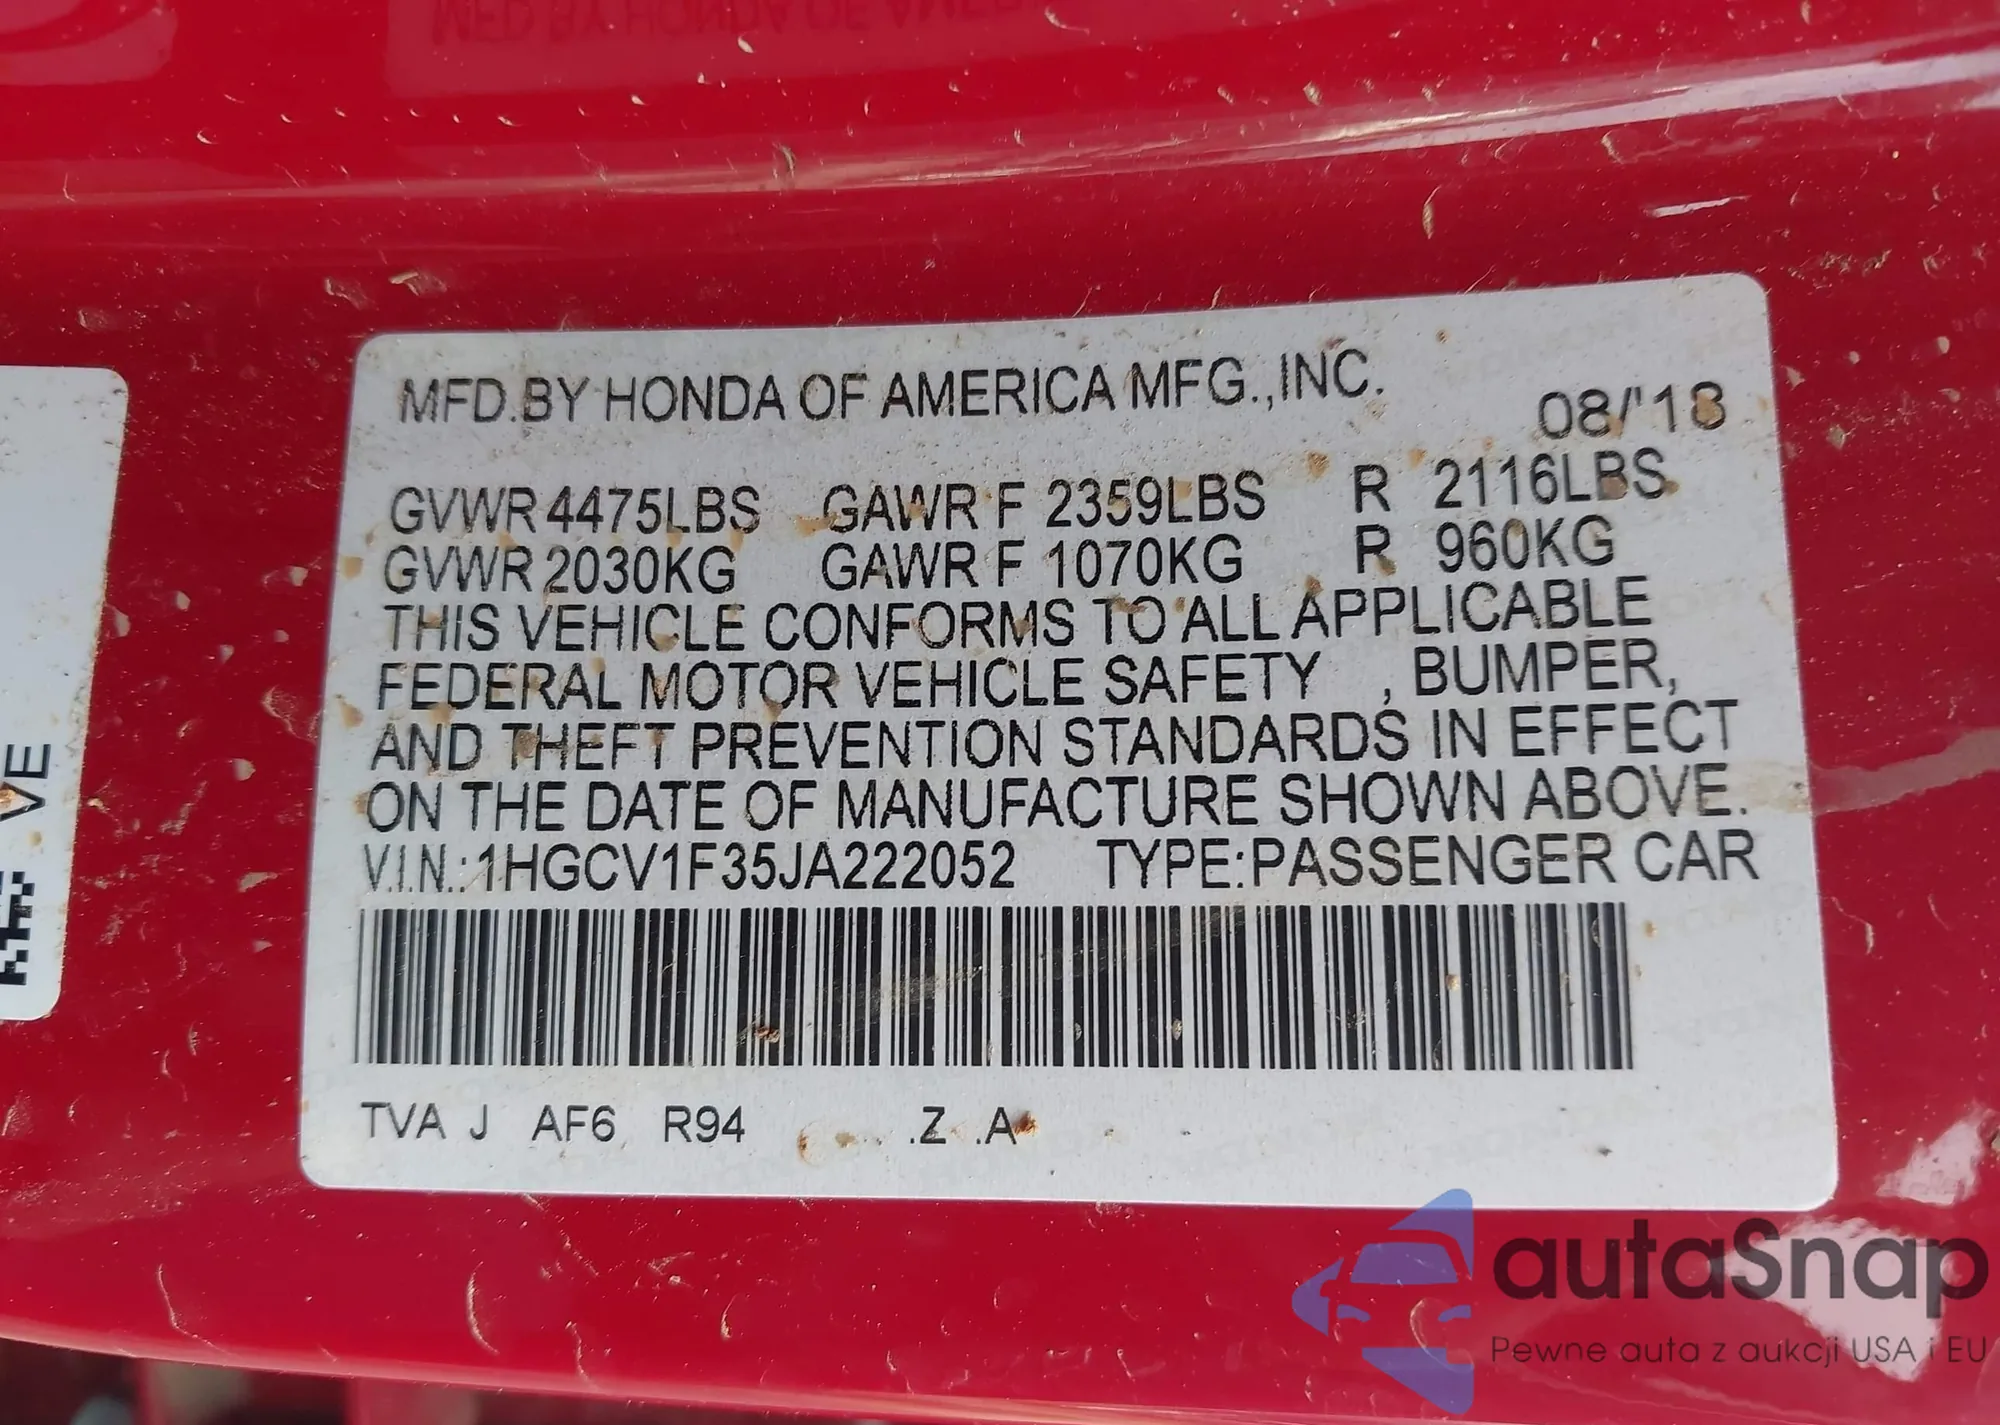 MFD.BY HONDA OF AMERICA MFG.,INC.
08/'18
GVWR 4475LBS GAWR F 2359LBS R 2116LBS
GVWR 2030KG GAWR F 1070KG R 960KG
THIS VEHICLE CONFORMS TO ALL APPLICABLE
FEDERAL MOTOR VEHICLE SAFETY , BUMPER,
AND THEFT PREVENTION STANDARDS IN EFFECT
ON THE DATE OF MANUFACTURE SHOWN ABOVE.
V.I.N.:1HGCV1F35JA222052 TYPE:PASSENGER CAR
TVA J AF6 R94 .Z .A
VE
autaSnap
Pewne auta z aukcji USA i EU